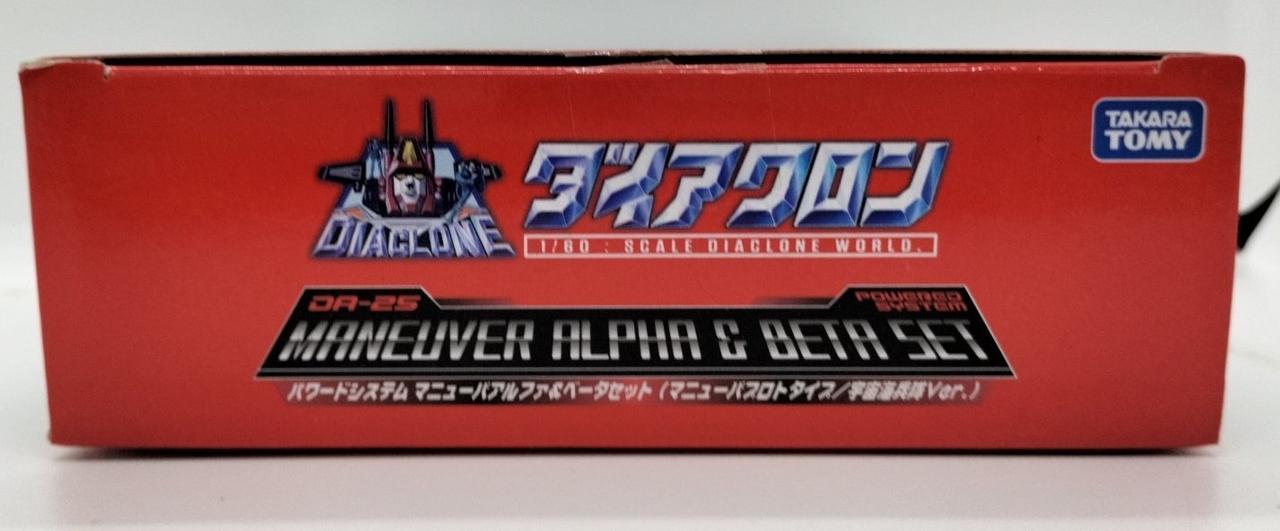 TAKARA
TOMY
DIACLONE
ダイアクロン
1/60 : SCALE DIACLONE WORLD.
DA-25
POWERED
SYSTEM
MANEUVER ALPHA & BETA SET
パワードシステム マニューバアルファ&ベータセット (マニューバプロトタイプ/宇宙海兵隊Ver.)